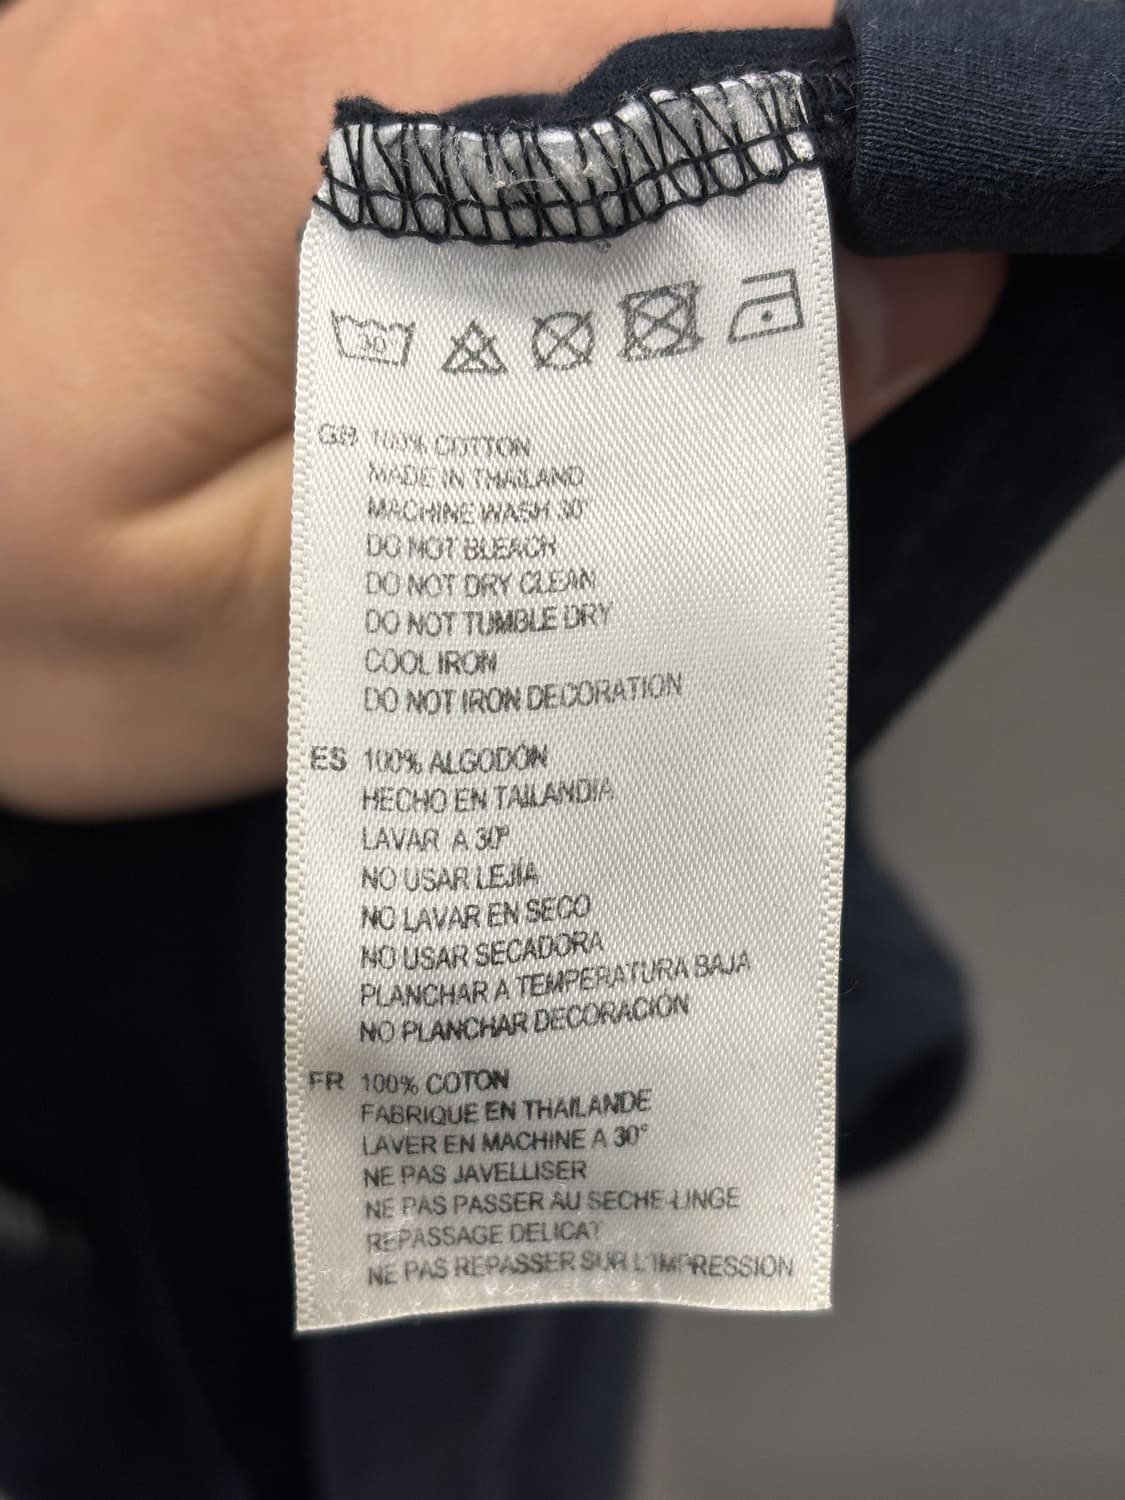 30
GB 100% COTTON
MADE IN THAILAND
MACHINE WASH 30°
DO NOT BLEACH
DO NOT DRY CLEAN
DO NOT TUMBLE DRY
COOL IRON
DO NOT IRON DECORATION
ES 100% ALGODÓN
HECHO EN TAILANDIA
LAVAR A 30º
NO USAR LEJÍA
NO LAVAR EN SECO
NO USAR SECADORA
PLANCHAR A TEMPERATURA BAJA
NO PLANCHAR DECORACIÓN
FR 100% COTON
FABRIQUE EN THAILANDE
LAVER EN MACHINE A 30°
NE PAS JAVELLISER
NE PAS PASSER AU SECHE-LINGE
REPASSAGE DELICAT
NE PAS REPASSER SUR L'IMPRESSION